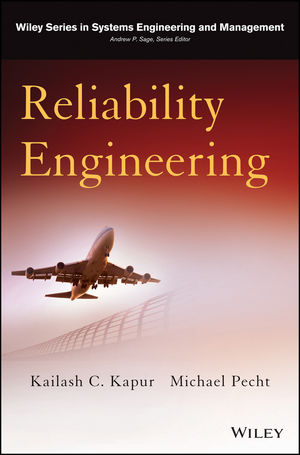 Wiley Series in Systems Engineering and Management
Andrew P. Sage, Series Editor
Reliability
Engineering
Kailash C. Kapur Michael Pecht
WILEY